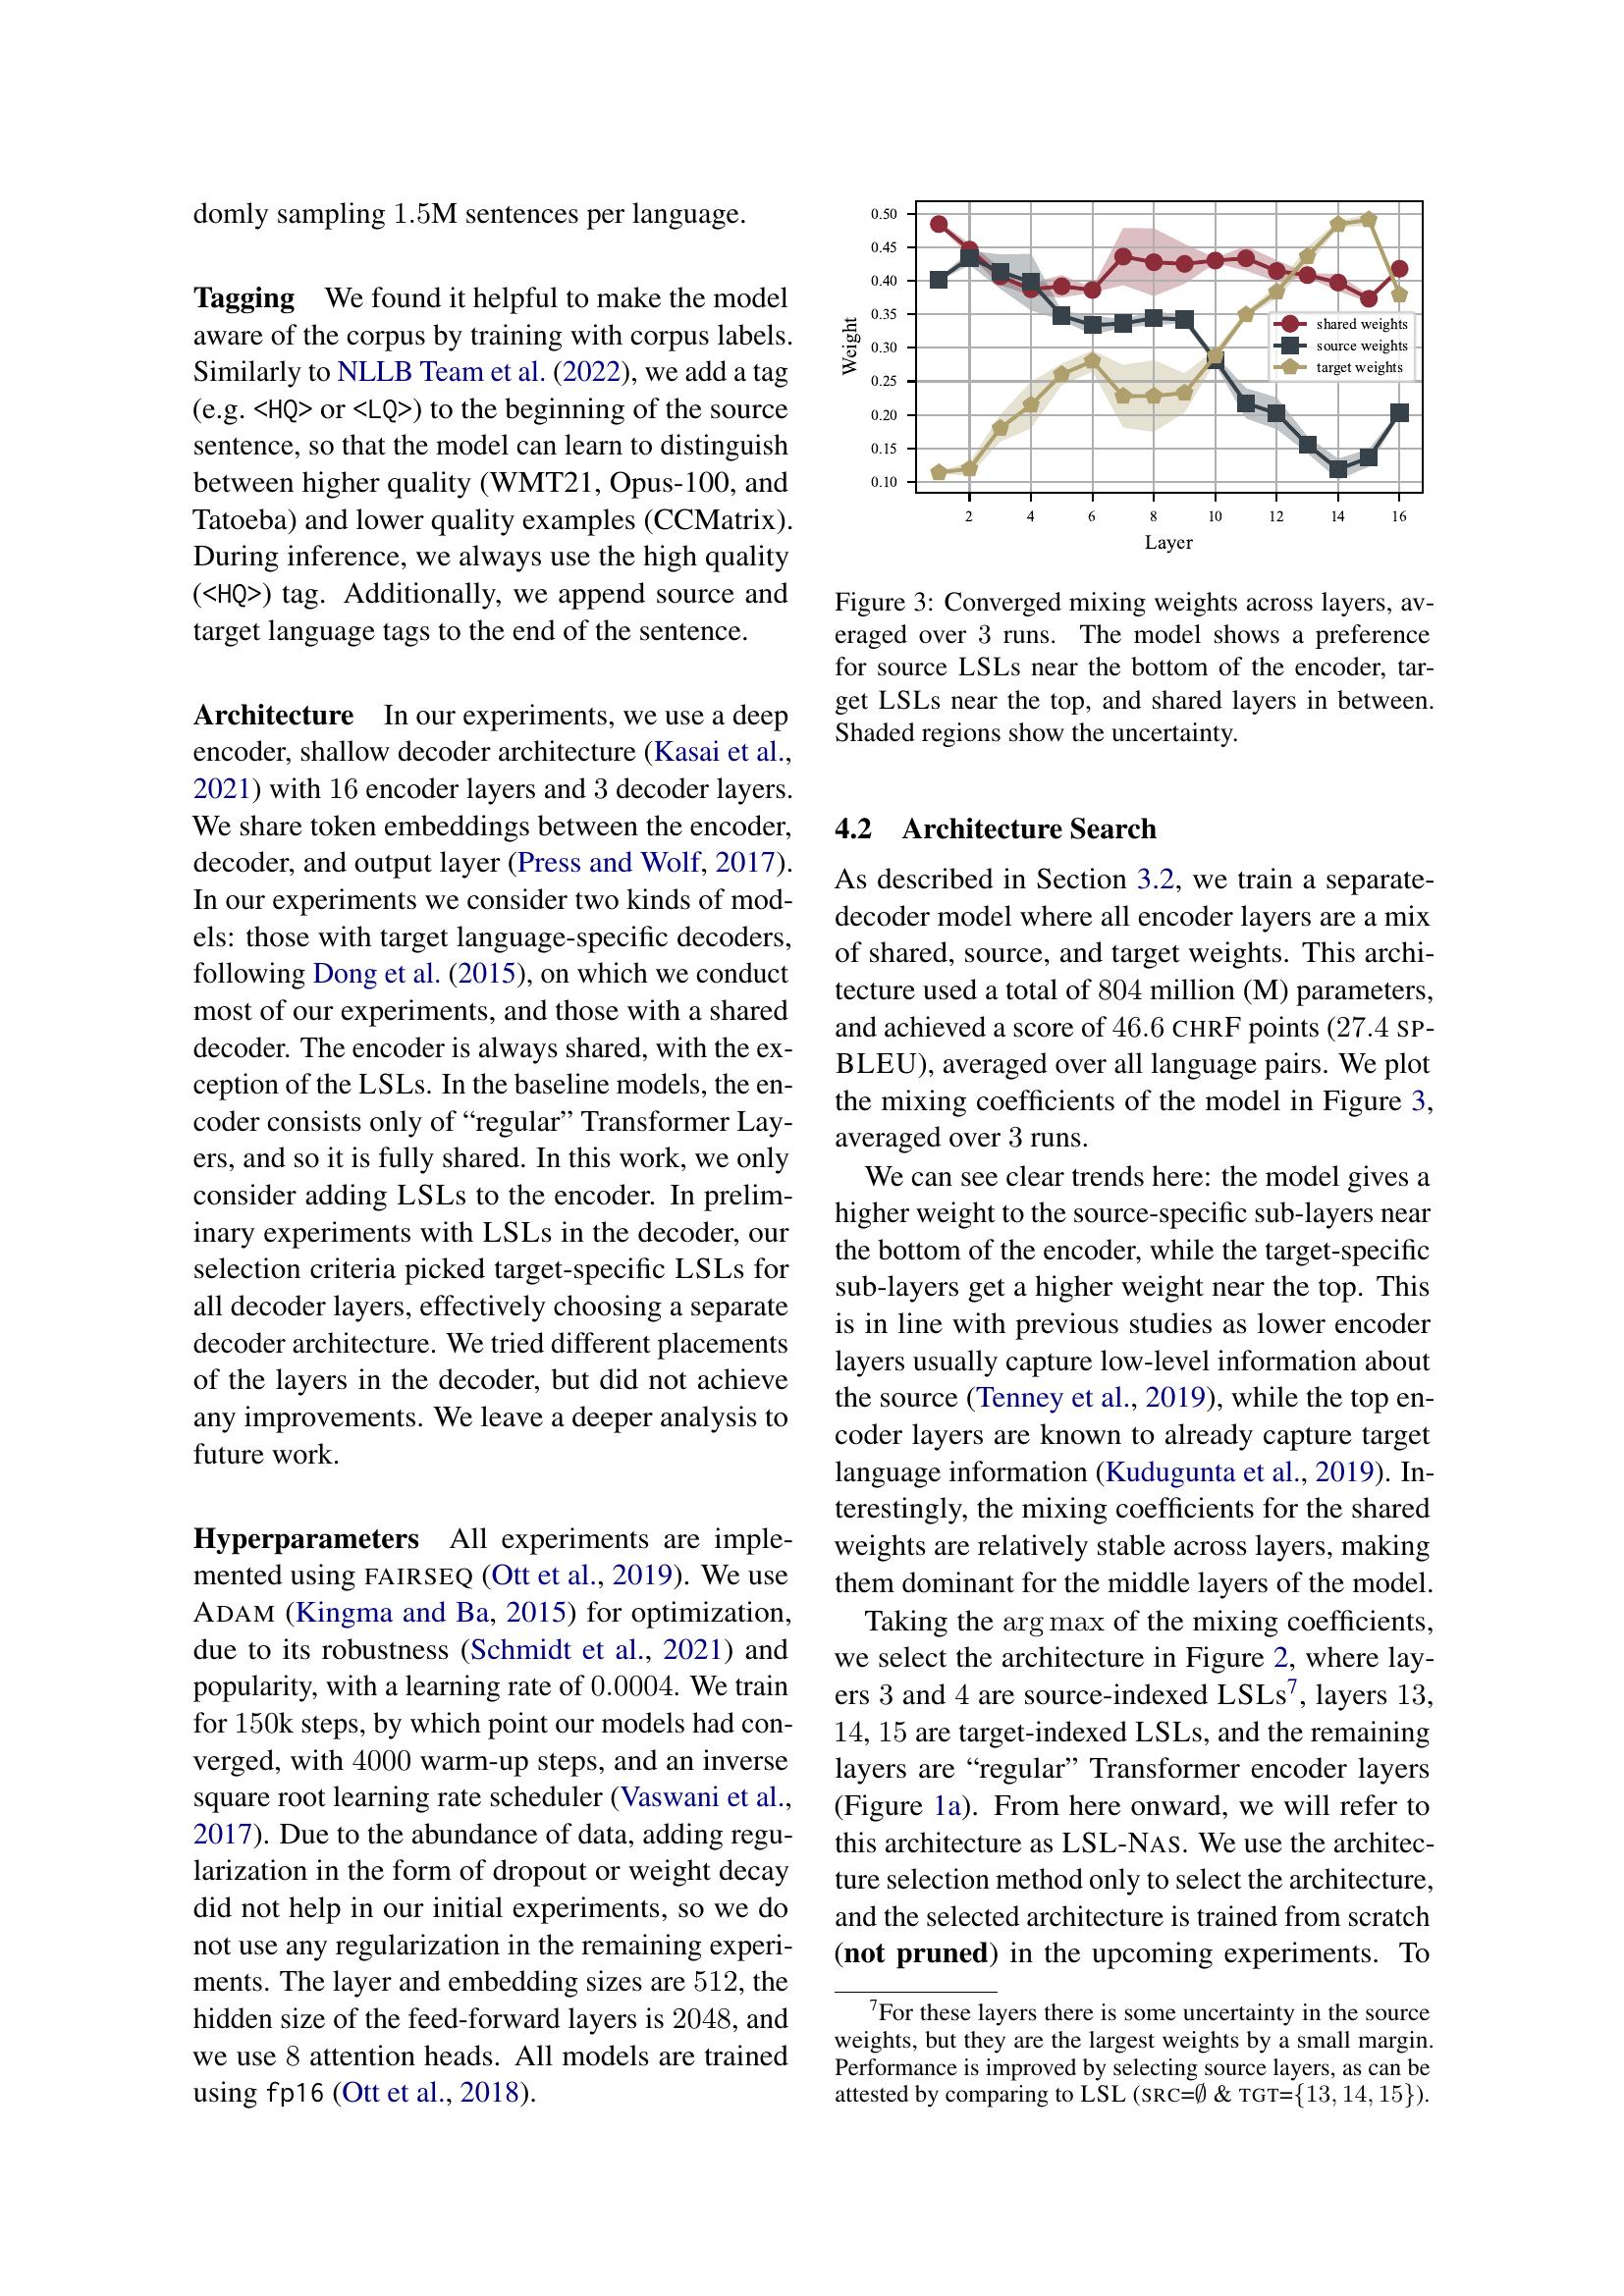 domly sampling 1.5M sentences per language.
Tagging We found it helpful to make the model
aware of the corpus by training with corpus labels.
Similarly to NLLB Team et al. (2022), we add a tag
(e.g. <HQ> or <LQ>) to the beginning of the source
sentence, so that the model can learn to distinguish
between higher quality (WMT21, Opus-100, and
Tatoeba) and lower quality examples (CCMatrix).
During inference, we always use the high quality
(<HQ>) tag. Additionally, we append source and
target language tags to the end of the sentence.
Architecture In our experiments, we use a deep
encoder, shallow decoder architecture (Kasai et al.,
2021) with 16 encoder layers and 3 decoder layers.
We share token embeddings between the encoder,
decoder, and output layer (Press and Wolf, 2017).
In our experiments we consider two kinds of mod-
els: those with target language-specific decoders,
following Dong et al. (2015), on which we conduct
most of our experiments, and those with a shared
decoder. The encoder is always shared, with the ex-
ception of the LSLs. In the baseline models, the en-
coder consists only of “regular” Transformer Lay-
ers, and so it is fully shared. In this work, we only
consider adding LSLs to the encoder. In prelim-
inary experiments with LSLs in the decoder, our
selection criteria picked target-specific LSLs for
all decoder layers, effectively choosing a separate
decoder architecture. We tried different placements
of the layers in the decoder, but did not achieve
any improvements. We leave a deeper analysis to
future work.
Hyperparameters All experiments are imple-
mented using FAIRSEQ (Ott et al., 2019). We use
ADAM (Kingma and Ba, 2015) for optimization,
due to its robustness (Schmidt et al., 2021) and
popularity, with a learning rate of 0.0004. We train
for 150k steps, by which point our models had con-
verged, with 4000 warm-up steps, and an inverse
square root learning rate scheduler (Vaswani et al.,
2017). Due to the abundance of data, adding regu-
larization in the form of dropout or weight decay
did not help in our initial experiments, so we do
not use any regularization in the remaining experi-
ments. The layer and embedding sizes are 512, the
hidden size of the feed-forward layers is 2048, and
we use 8 attention heads. All models are trained
using fp16 (Ott et al., 2018).
0.50
0.45
0.40
0.35
0.30
0.25
0.20
0.15
0.10
Weight
shared weights
source weights
target weights
2 4 6 8 10 12 14 16
Layer
Figure 3: Converged mixing weights across layers, av-
eraged over 3 runs. The model shows a preference
for source LSLs near the bottom of the encoder, tar-
get LSLs near the top, and shared layers in between.
Shaded regions show the uncertainty.
4.2 Architecture Search
As described in Section 3.2, we train a separate-
decoder model where all encoder layers are a mix
of shared, source, and target weights. This archi-
tecture used a total of 804 million (M) parameters,
and achieved a score of 46.6 CHRF points (27.4 SP-
BLEU), averaged over all language pairs. We plot
the mixing coefficients of the model in Figure 3,
averaged over 3 runs.
We can see clear trends here: the model gives a
higher weight to the source-specific sub-layers near
the bottom of the encoder, while the target-specific
sub-layers get a higher weight near the top. This
is in line with previous studies as lower encoder
layers usually capture low-level information about
the source (Tenney et al., 2019), while the top en-
coder layers are known to already capture target
language information (Kudugunta et al., 2019). In-
terestingly, the mixing coefficients for the shared
weights are relatively stable across layers, making
them dominant for the middle layers of the model.
Taking the arg max of the mixing coefficients,
we select the architecture in Figure 2, where lay-
ers 3 and 4 are source-indexed LSLs⁷, layers 13,
14, 15 are target-indexed LSLs, and the remaining
layers are “regular” Transformer encoder layers
(Figure 1a). From here onward, we will refer to
this architecture as LSL-NAS. We use the architec-
ture selection method only to select the architecture,
and the selected architecture is trained from scratch
(not pruned) in the upcoming experiments. To
⁷For these layers there is some uncertainty in the source
weights, but they are the largest weights by a small margin.
Performance is improved by selecting source layers, as can be
attested by comparing to LSL (SRC=∅ & TGT={13, 14, 15}).